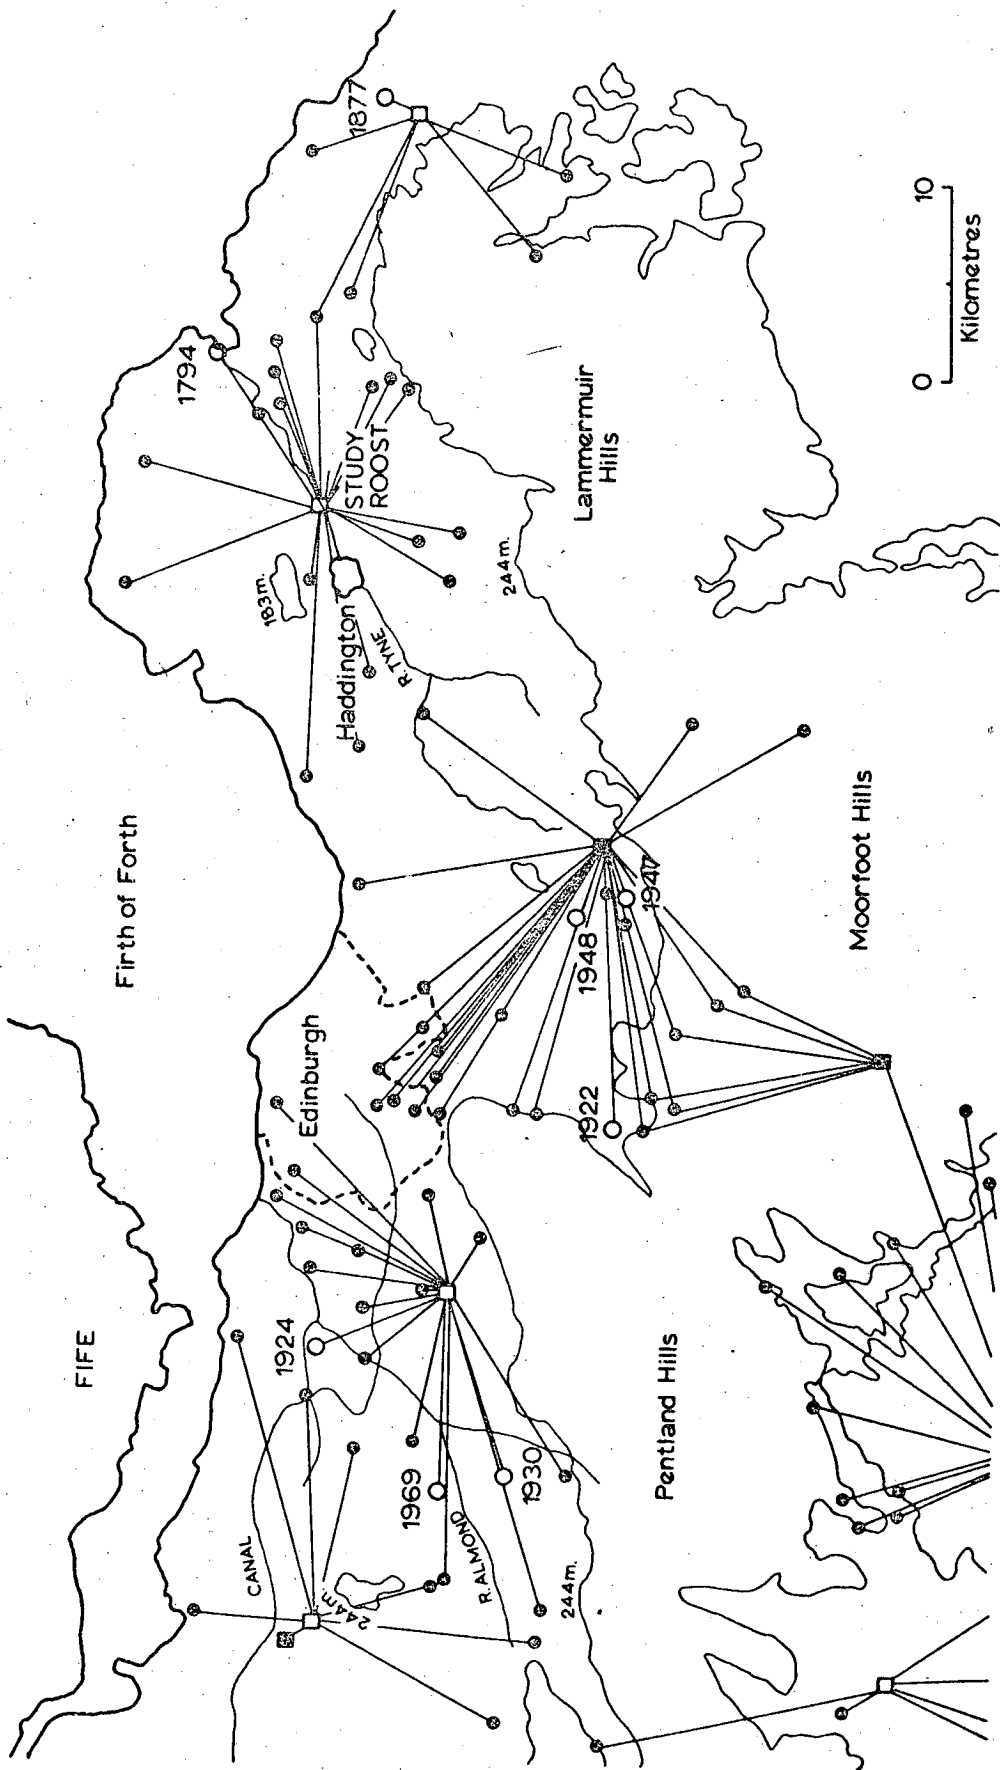 FIFE
Firth of Forth
1794
1877
CANAL
244m.
1924
Edinburgh
183m.
Haddington
R. TYNE
STUDY
ROOST
1969
R. ALMOND
1930
244m.
1922
1948
1947
244m.
Lammermuir
Hills
Pentland Hills
Moorfoot Hills
0
10
Kilometres